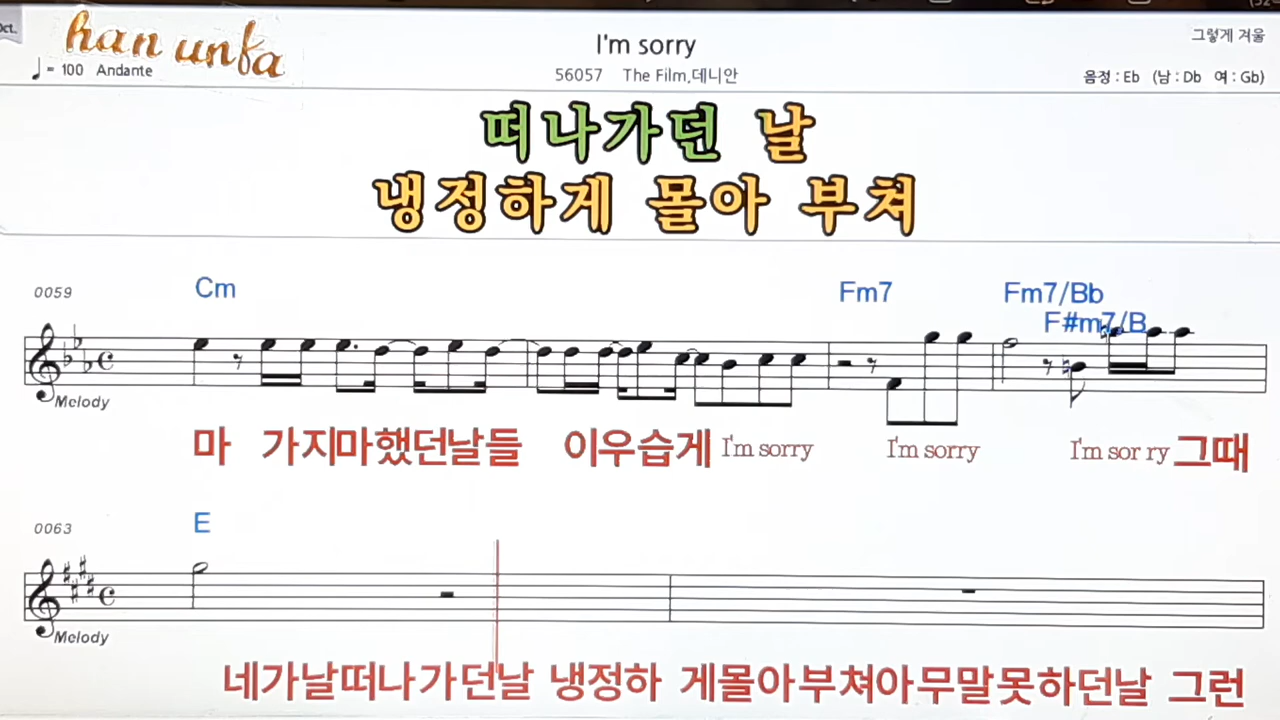 Oct.
han unfa
♩ = 100 Andante
I'm sorry
56057 The Film,데니안
그렇게 겨울
음정 : Eb (남 : Db 여 : Gb)
떠나가던 날
냉정하게 몰아 부쳐
0059
Cm Fm7 Fm7/Bb
F#m7/B
Melody
마 가지마했던날들 이우습게 I'm sorry I'm sorry I'm sor ry 그때
0063
E
Melody
네가날떠나가던날 냉정하 게몰아부쳐아무말못하던날 그런